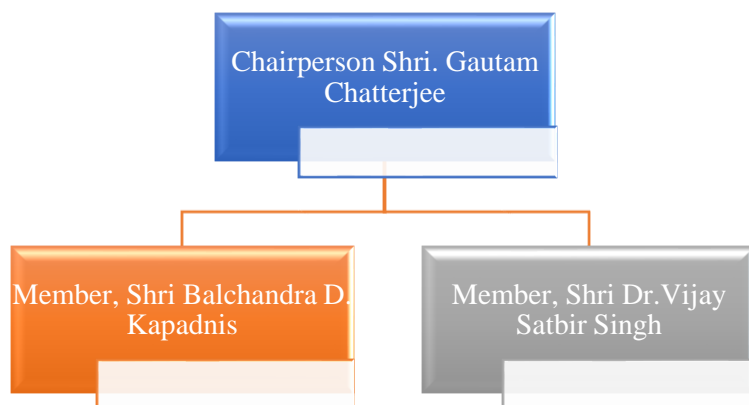 Chairperson Shri. Gautam
Chatterjee
Member, Shri Balchandra D.
Kapadnis
Member, Shri Dr.Vijay
Satbir Singh